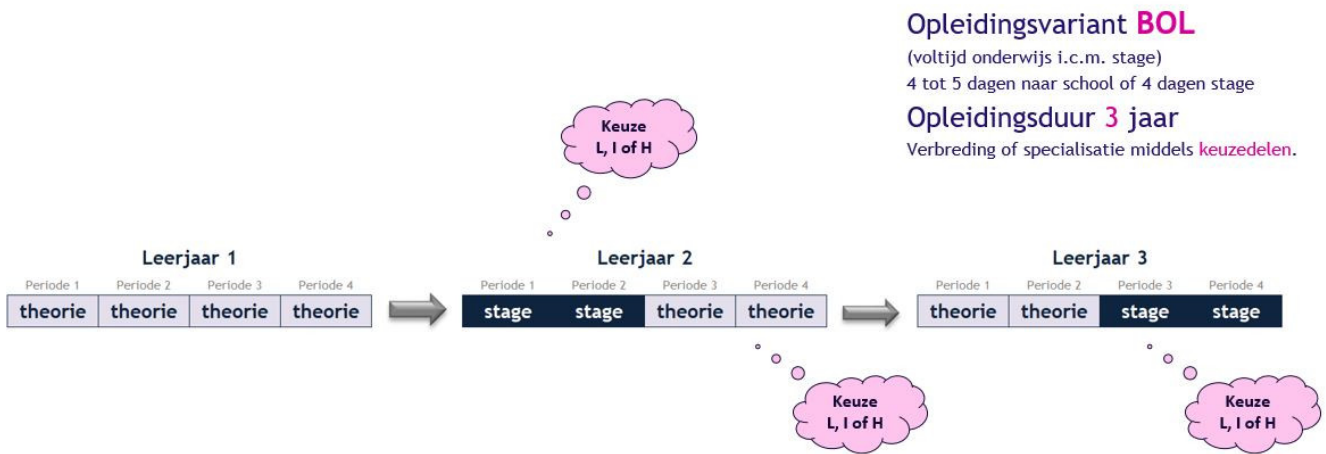 Opleidingsvariant BOL
(voltijd onderwijs i.c.m. stage)
4 tot 5 dagen naar school of 4 dagen stage
Opleidingsduur 3 jaar
Verbreding of specialisatie middels keuzedelen.
Keuze
L, I of H
Leerjaar 1
Periode 1 Periode 2 Periode 3 Periode 4
theorie theorie theorie theorie
Leerjaar 2
Periode 1 Periode 2 Periode 3 Periode 4
stage stage theorie theorie
Leerjaar 3
Periode 1 Periode 2 Periode 3 Periode 4
theorie theorie stage stage
Keuze
L, I of H
Keuze
L, I of H